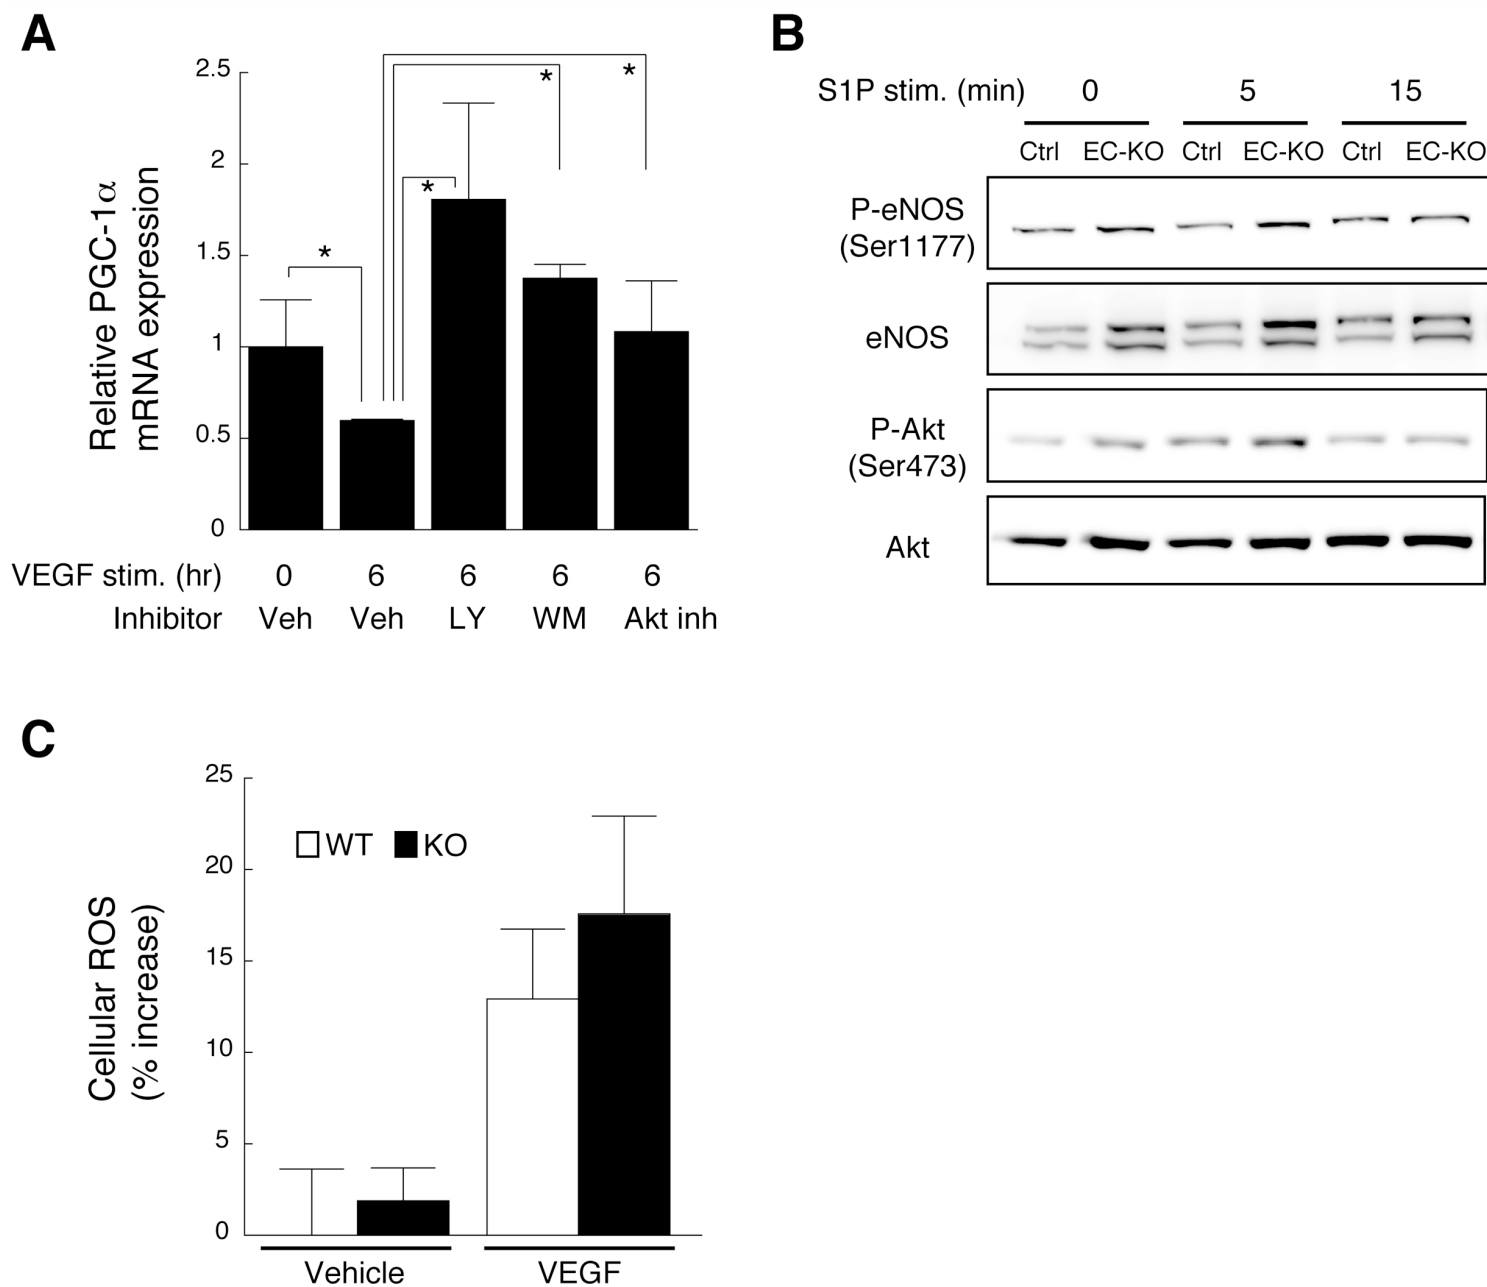 A
2.5
2
1.5
1
0.5
0
Relative PGC-1α
mRNA expression
*
*
*
*
VEGF stim. (hr) 0 6 6 6 6
Inhibitor Veh Veh LY WM Akt inh
B
S1P stim. (min) 0 5 15
Ctrl EC-KO Ctrl EC-KO Ctrl EC-KO
P-eNOS
(Ser1177)
eNOS
P-Akt
(Ser473)
Akt
C
25
20
15
10
5
0
Cellular ROS
(% increase)
WT KO
Vehicle VEGF